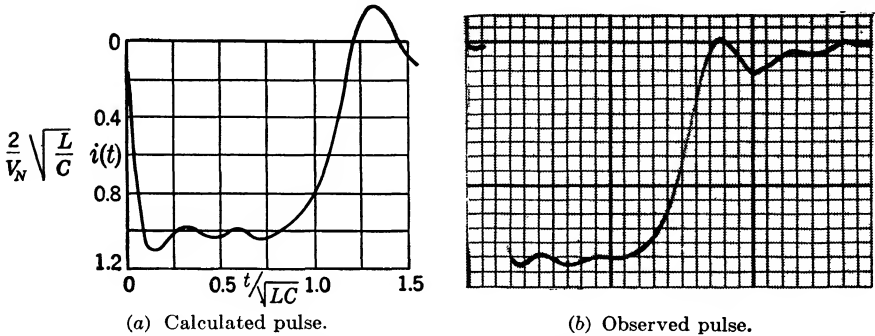 0
0.4
2/V_N √L/C i(t)
0.8
1.2
0 0.5 t/√LC 1.0 1.5
(a) Calculated pulse.
(b) Observed pulse.